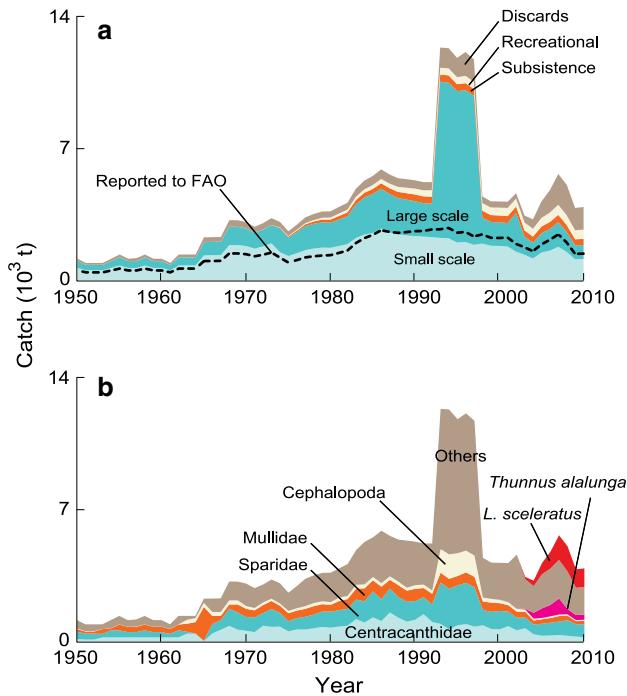 14
a
Discards
Recreational
Subsistence
7
Reported to FAO
Large scale
Small scale
0
1950 1960 1970 1980 1990 2000 2010
Catch (10³ t)
14
b
Others
Thunnus alalunga
Cephalopoda
L. sceleratus
7
Mullidae
Sparidae
Centracanthidae
0
1950 1960 1970 1980 1990 2000 2010
Year